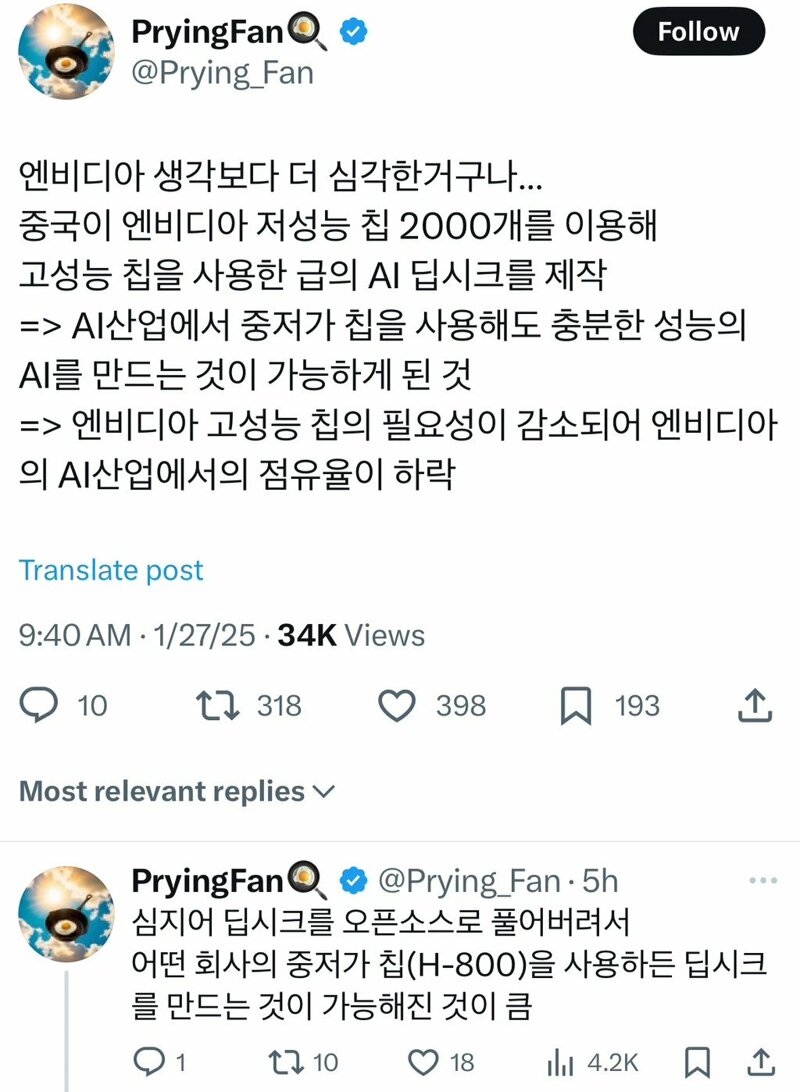 PryingFan🍳
Follow
@Prying_Fan
엔비디아 생각보다 더 심각한거구나...
중국이 엔비디아 저성능 칩 2000개를 이용해
고성능 칩을 사용한 급의 AI 딥시크를 제작
=> AI산업에서 중저가 칩을 사용해도 충분한 성능의
AI를 만드는 것이 가능하게 된 것
=> 엔비디아 고성능 칩의 필요성이 감소되어 엔비디아
의 AI산업에서의 점유율이 하락
Translate post
9:40 AM · 1/27/25 · 34K Views
10 318 398 193
Most relevant replies
PryingFan🍳 @Prying_Fan · 5h
심지어 딥시크를 오픈소스로 풀어버려서
어떤 회사의 중저가 칩(H-800)을 사용하든 딥시크
를 만드는 것이 가능해진 것이 큼
1 10 18 4.2K